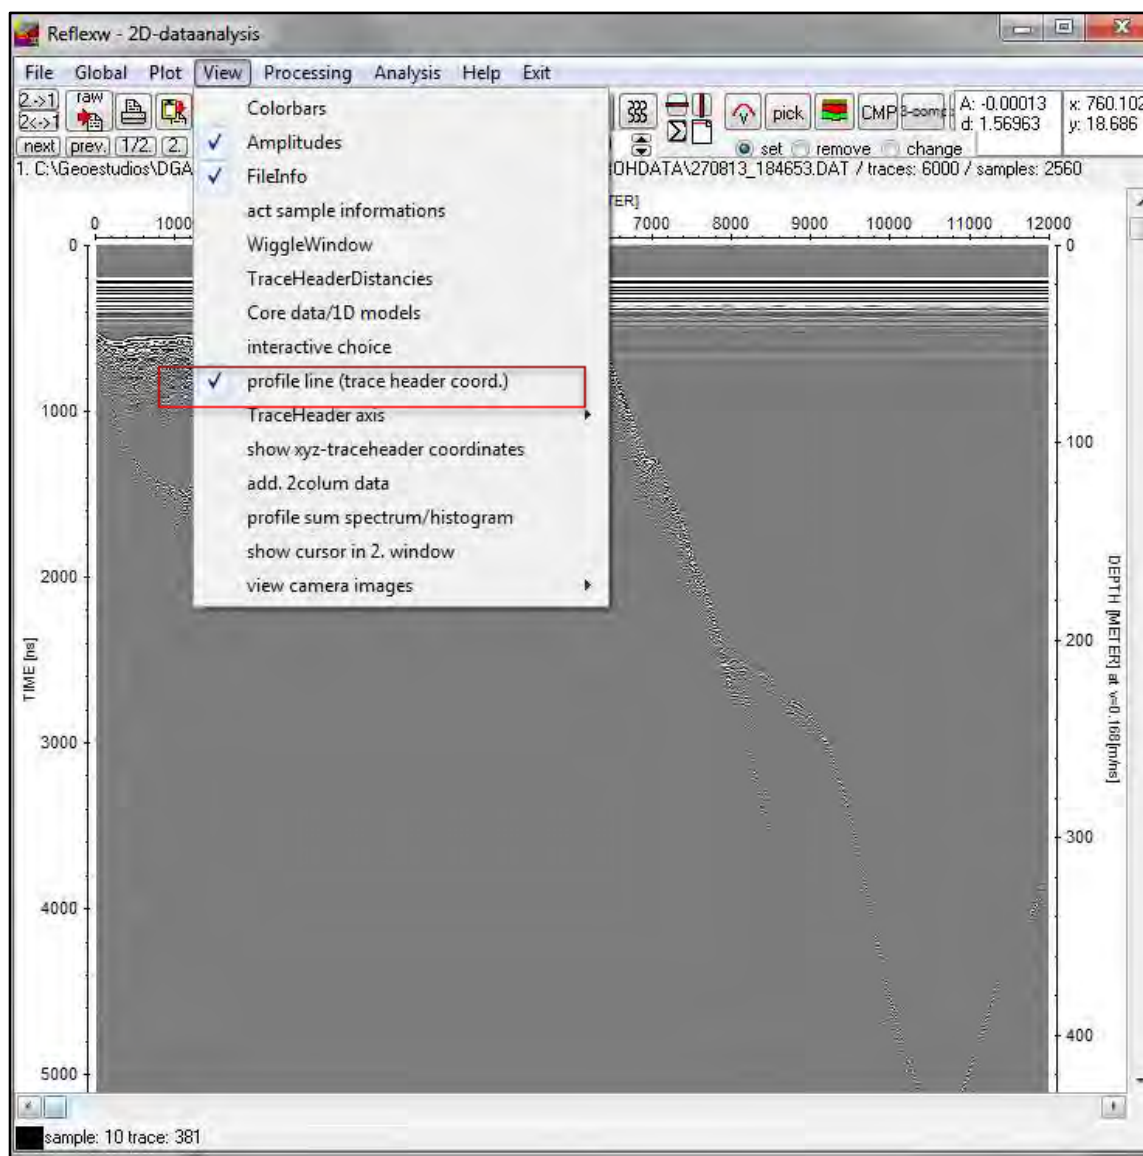 Reflexw - 2D-dataanalysis
File Global Plot View Processing Analysis Help Exit
2.->1 raw
2<->1
pick CMP 3-comp
A: -0.00013 x: 760.102
d: 1.56963 y: 18.686
next prev. 1/2. 2.
set remove change
1. C:\Geoestudios\DGA OHDATA\270813_184653.DAT / traces: 6000 / samples: 2560
Colorbars
Amplitudes
FileInfo
act sample informations
WiggleWindow
TraceHeaderDistancies
Core data/1D models
interactive choice
profile line (trace header coord.)
TraceHeader axis
show xyz-traceheader coordinates
add. 2colum data
profile sum spectrum/histogram
show cursor in 2. window
view camera images
TER]
0 1000 7000 8000 9000 10000 11000 12000
0
1000
2000
3000
4000
5000
TIME [ns]
0
100
200
300
400
DEPTH [METER] at v=0.168[m/ns]
sample: 10 trace: 381